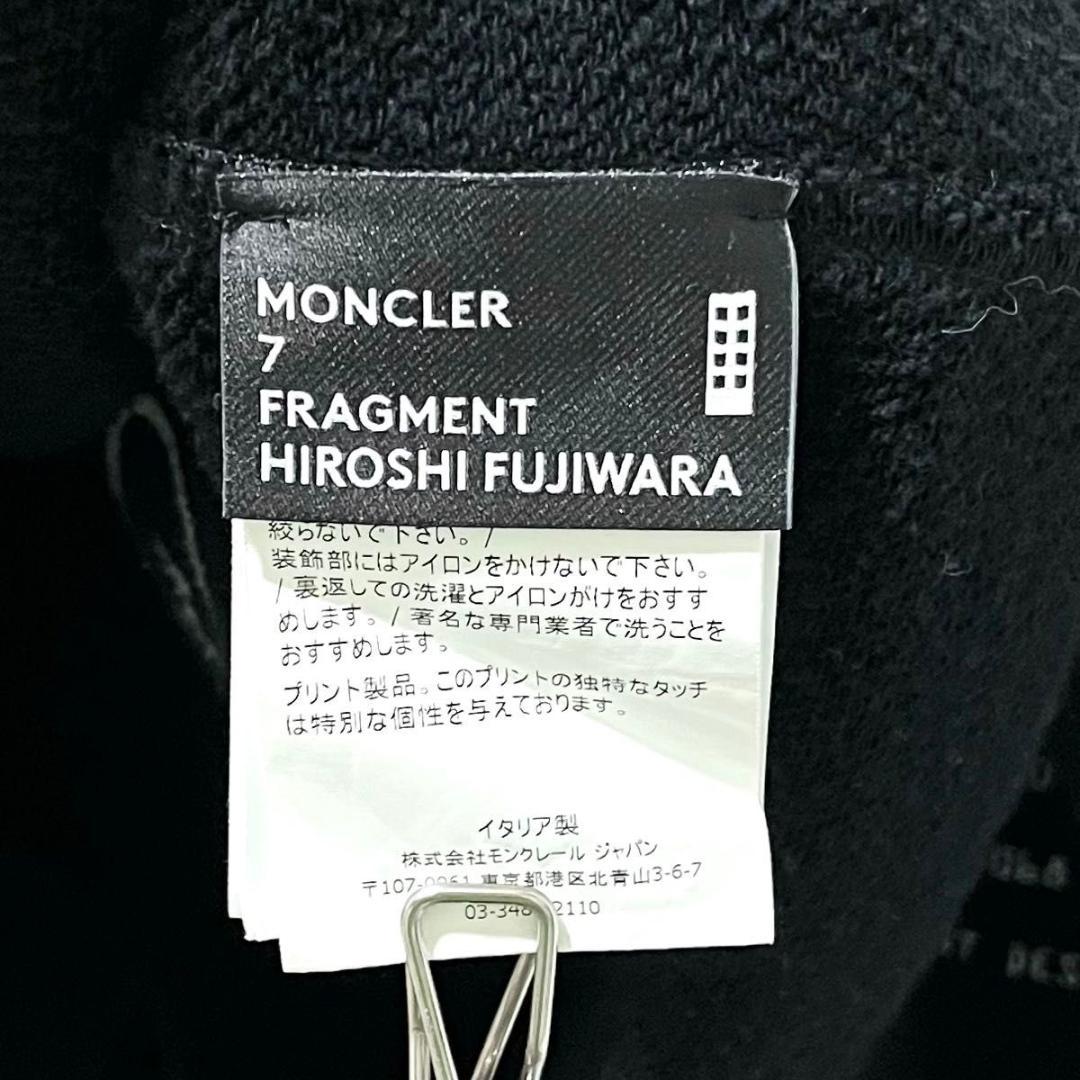 MONCLER
7
FRAGMENT
HIROSHI FUJIWARA
絞らないで下さい。 /
装飾部にはアイロンをかけないで下さい。
/ 裏返しての洗濯とアイロンがけをおすす
めします。 / 著名な専門業者で洗うことを
おすすめします。
プリント製品。このプリントの独特なタッチ
は特別な個性を与えております。
イタリア製
株式会社モンクレール ジャパン
〒107-0061 東京都港区北青山3-6-7
03-348 2110